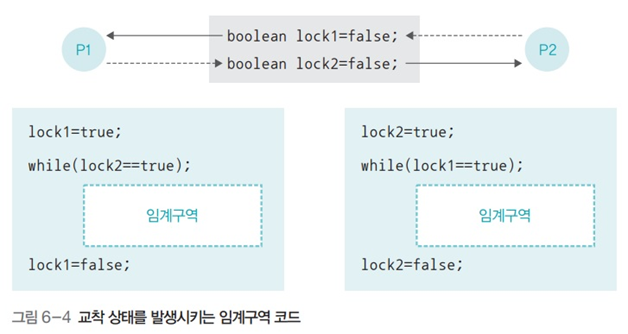 P1
boolean lock1=false;
P2
boolean lock2=false;
lock1=true;
while(lock2==true);
임계구역
lock1=false;
lock2=true;
while(lock1==true);
임계구역
lock2=false;
그림 6-4 교착 상태를 발생시키는 임계구역 코드